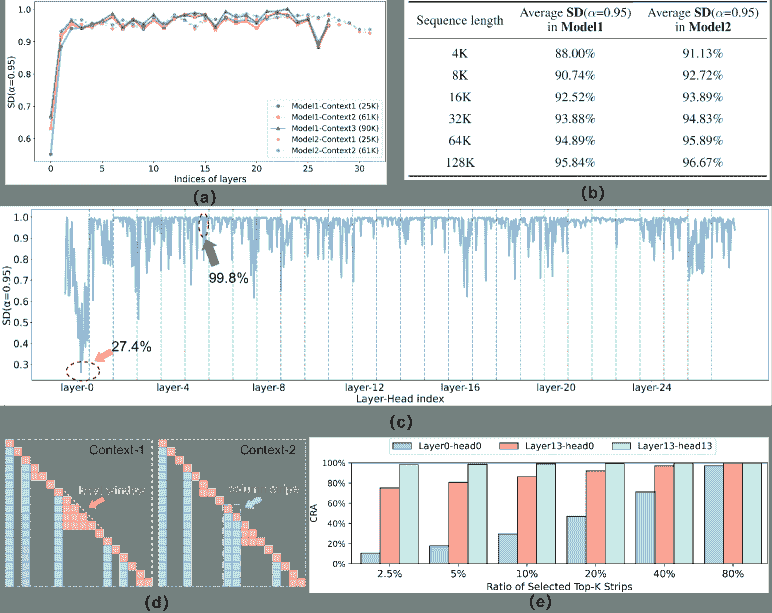 1.0
0.9
0.8
0.7
0.6
SD(α=0.95)
Model1-Context1 (25K)
Model1-Context2 (61K)
Model1-Context3 (90K)
Model2-Context1 (25K)
Model2-Context2 (61K)
0 5 10 15 20 25 30
Indices of layers
(a)
Sequence length Average SD(α=0.95) in Model1 Average SD(α=0.95) in Model2
4K 88.00% 91.13%
8K 90.74% 92.72%
16K 92.52% 93.89%
32K 93.88% 94.83%
64K 94.89% 95.89%
128K 95.84% 96.67%
(b)
1.0
0.9
0.8
0.7
0.6
0.5
0.4
0.3
SD(α=0.95)
99.8%
27.4%
layer-0 layer-4 layer-8 layer-12 layer-16 layer-20 layer-24
Layer-Head index
(c)
Context-1
Context-2
(d)
Layer0-head0 Layer13-head0 Layer13-head13
100%
80%
60%
40%
20%
0%
CRA
2.5% 5% 10% 20% 40% 80%
Ratio of Selected Top-K Strips
(e)